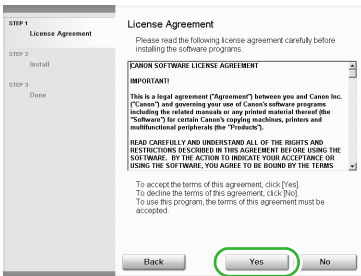 STEP 1
License Agreement
STEP 2
Install
STEP 3
Done
License Agreement
Please read the following license agreement carefully before
installing the software programs.
CANON SOFTWARE LICENSE AGREEMENT
IMPORTANT!
This is a legal agreement ("Agreement") between you and Canon Inc.
("Canon") and governing your use of Canon's software programs
including the related manuals or any printed material thereof (the
"Software") for certain Canon's copying machines, printers and
multifunctional peripherals (the "Products").
READ CAREFULLY AND UNDERSTAND ALL OF THE RIGHTS AND
RESTRICTIONS DESCRIBED IN THIS AGREEMENT BEFORE USING THE
SOFTWARE. BY THE ACTION TO INDICATE YOUR ACCEPTANCE OR
USING THE SOFTWARE, YOU AGREE TO BE BOUND BY THE TERMS
To accept the terms of this agreement, click [Yes].
To decline the terms of this agreement, click [No].
To use this program, the terms of this agreement must be
accepted.
Back
Yes
No